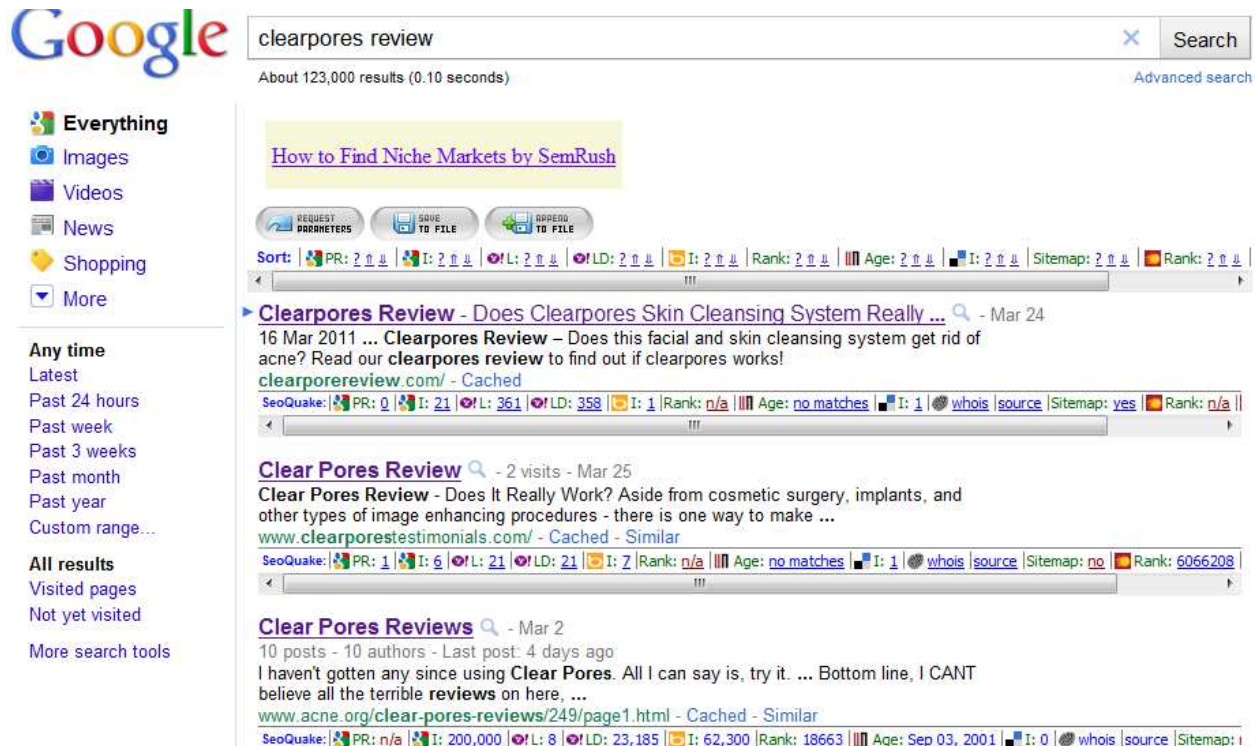 Google
clearpores review
Search
About 123,000 results (0.10 seconds)
Advanced search
Everything
Images
Videos
News
Shopping
More
Any time
Latest
Past 24 hours
Past week
Past 3 weeks
Past month
Past year
Custom range...
All results
Visited pages
Not yet visited
More search tools
How to Find Niche Markets by SemRush
REQUEST PARAMETERS
SAVE TO FILE
APPEND TO FILE
Sort: PR: ? ⇑ ⇓ | I: ? ⇑ ⇓ | L: ? ⇑ ⇓ | LD: ? ⇑ ⇓ | I: ? ⇑ ⇓ | Rank: ? ⇑ ⇓ | Age: ? ⇑ ⇓ | I: ? ⇑ ⇓ | Sitemap: ? ⇑ ⇓ | Rank: ? ⇑ ⇓ |
Clearpores Review - Does Clearpores Skin Cleansing System Really ... - Mar 24
16 Mar 2011 ... Clearpores Review – Does this facial and skin cleansing system get rid of
acne? Read our clearpores review to find out if clearpores works!
clearporereview.com/ - Cached
SeoQuake: PR: 0 | I: 21 | L: 361 | LD: 358 | I: 1 | Rank: n/a | Age: no matches | I: 1 | whois | source | Sitemap: yes | Rank: n/a |
Clear Pores Review - 2 visits - Mar 25
Clear Pores Review - Does It Really Work? Aside from cosmetic surgery, implants, and
other types of image enhancing procedures - there is one way to make ...
www.clearporestestimonials.com/ - Cached - Similar
SeoQuake: PR: 1 | I: 6 | L: 21 | LD: 21 | I: 7 | Rank: n/a | Age: no matches | I: 1 | whois | source | Sitemap: no | Rank: 6066208 |
Clear Pores Reviews - Mar 2
10 posts - 10 authors - Last post: 4 days ago
I haven't gotten any since using Clear Pores. All I can say is, try it. ... Bottom line, I CANT
believe all the terrible reviews on here, ...
www.acne.org/clear-pores-reviews/249/page1.html - Cached - Similar
SeoQuake: PR: n/a | I: 200,000 | L: 8 | LD: 23,185 | I: 62,300 | Rank: 18663 | Age: Sep 03, 2001 | I: 0 | whois | source | Sitemap: